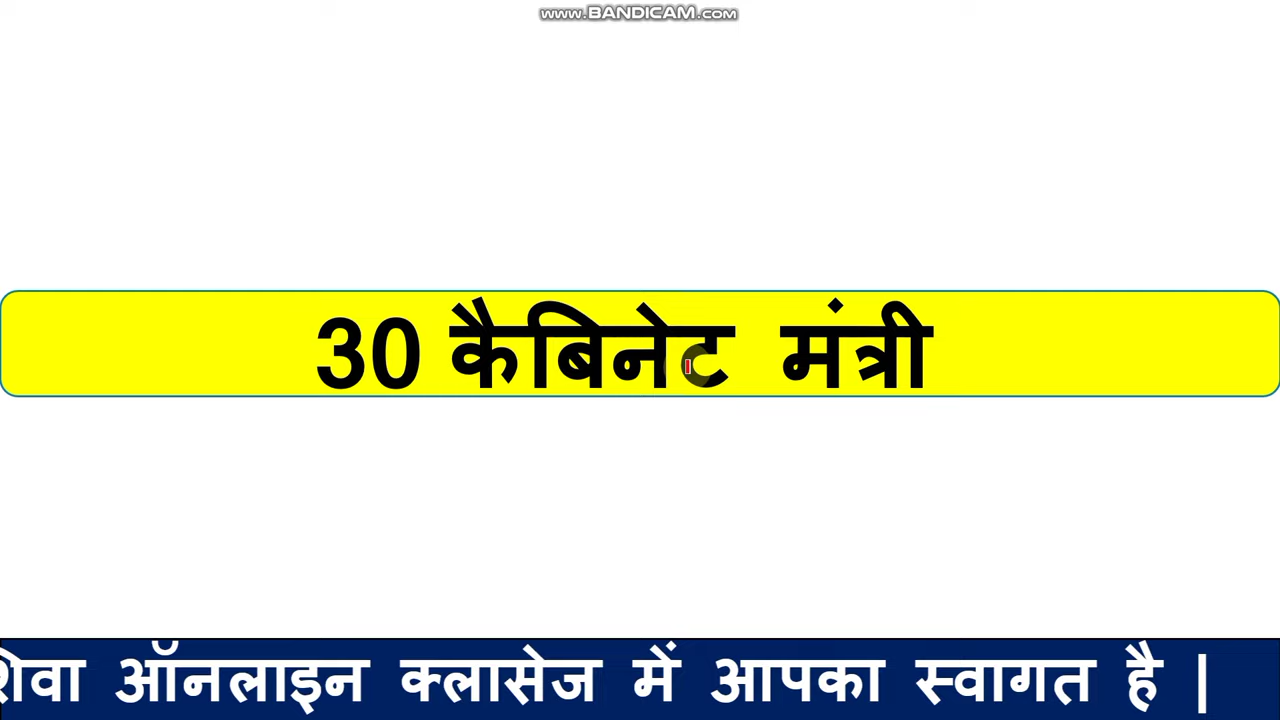 www.BANDICAM.com
30 कैबिनेट मंत्री
शिवा ऑनलाइन क्लासेज में आपका स्वागत है |